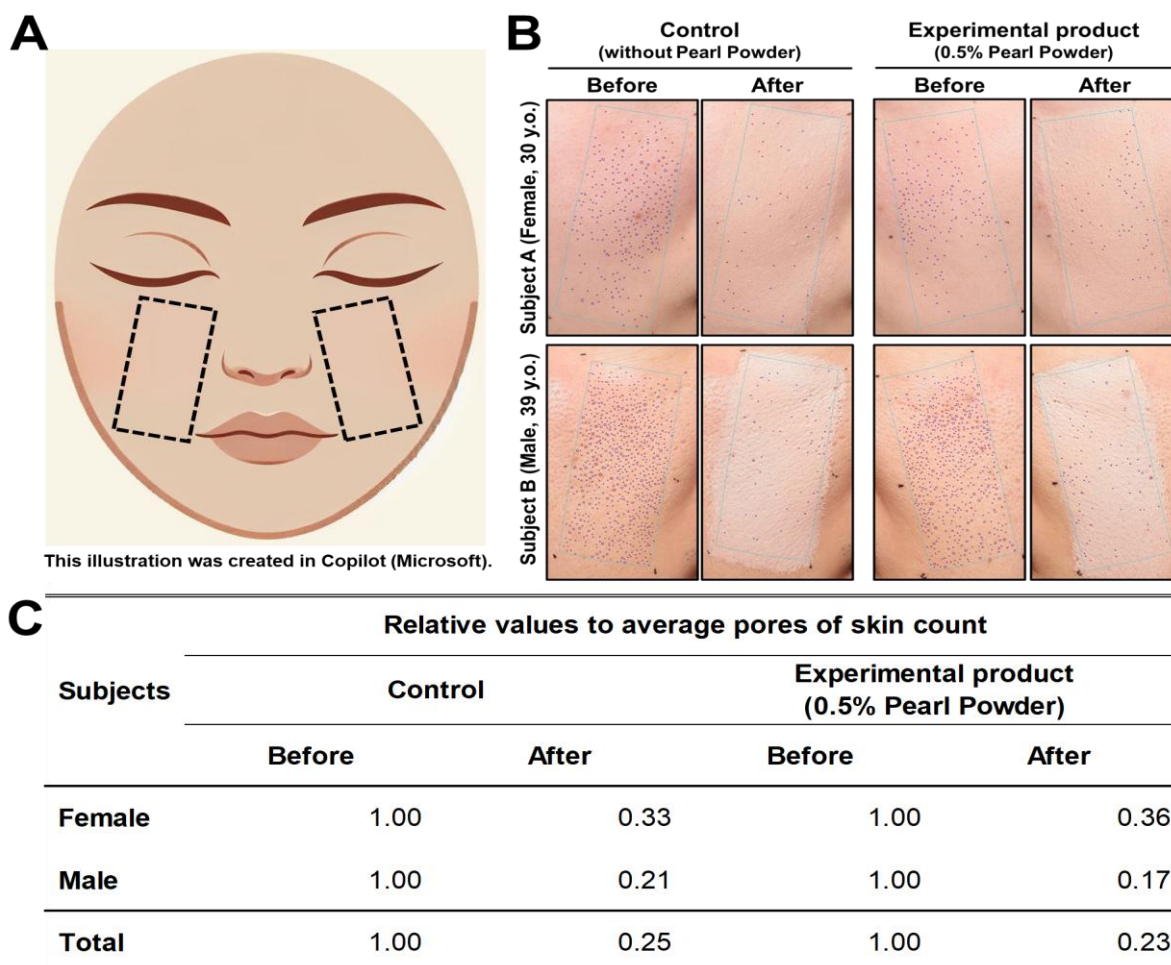 A
This illustration was created in Copilot (Microsoft).
B
Control
(without Pearl Powder)
Experimental product
(0.5% Pearl Powder)
Before After Before After
Subject A (Female, 30 y.o.)
Subject B (Male, 39 y.o.)
C
Relative values to average pores of skin count
Subjects
Control
Experimental product
(0.5% Pearl Powder)
Before After Before After
Female 1.00 0.33 1.00 0.36
Male 1.00 0.21 1.00 0.17
Total 1.00 0.25 1.00 0.23